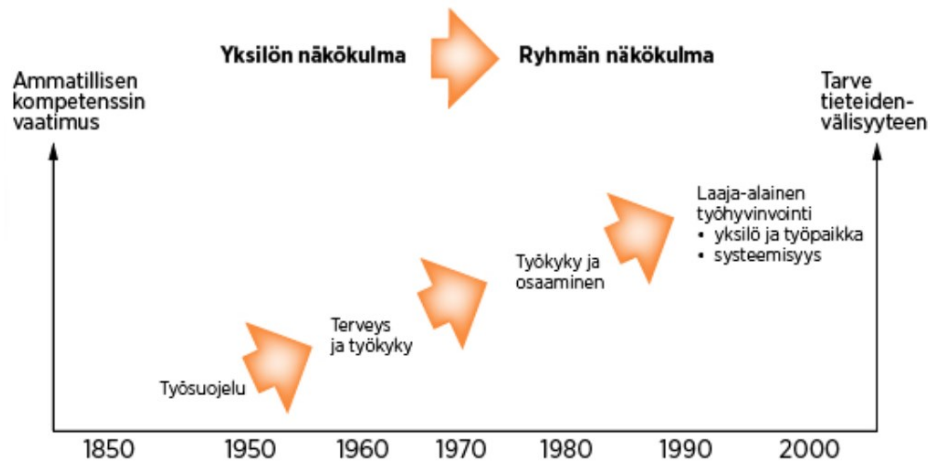 Yksilön näkökulma
Ryhmän näkökulma
Ammatillisen
kompetenssin
vaatimus
Tarve
tieteiden-
välisyyteen
Laaja-alainen
työhyvinvointi
• yksilö ja työpaikka
• systeemisyys
Työkyky ja
osaaminen
Terveys
ja työkyky
Työsuojelu
1850 1950 1960 1970 1980 1990 2000